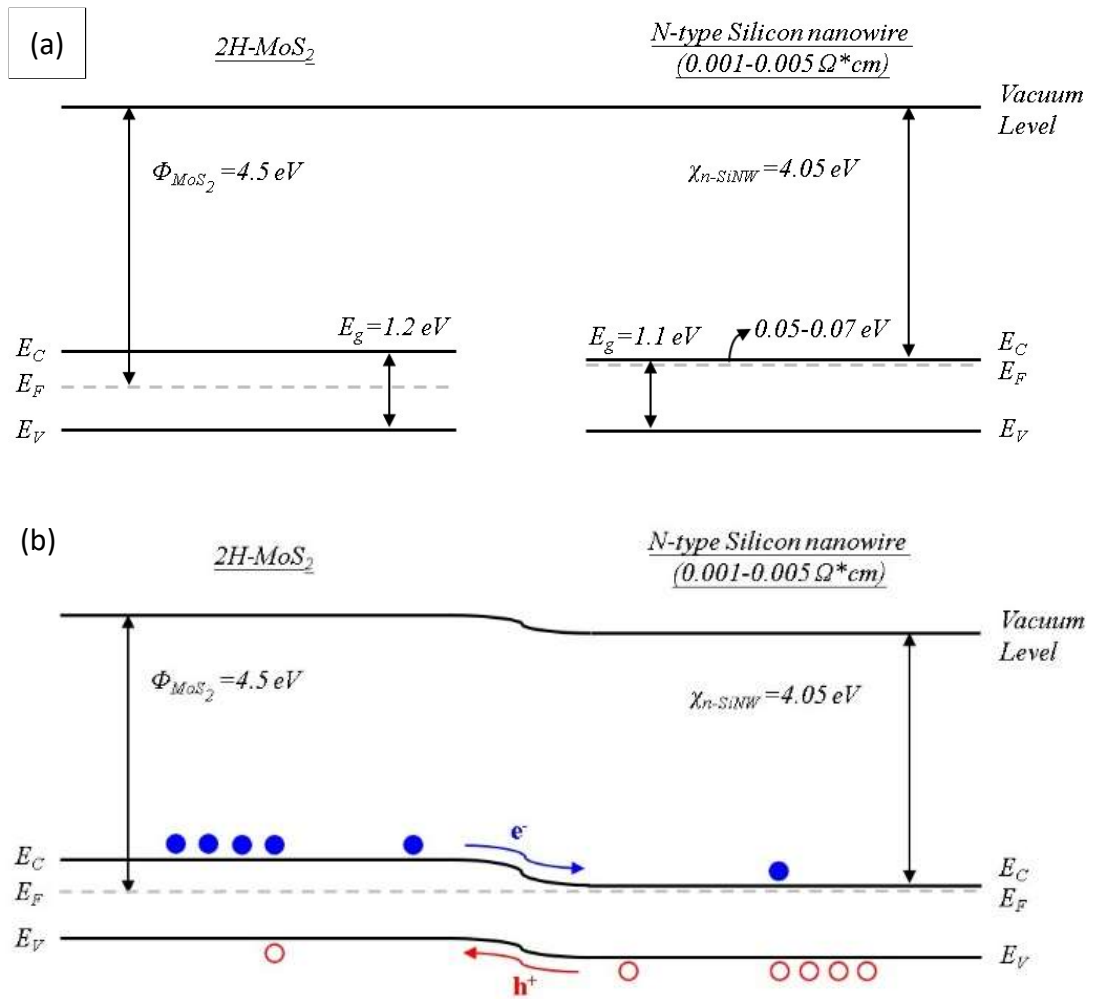 (a)
2H-MoS2
N-type Silicon nanowire
(0.001-0.005 Ω*cm)
Vacuum
Level
ΦMoS2=4.5 eV
χn-SiNW=4.05 eV
Eg=1.2 eV
Eg=1.1 eV
0.05-0.07 eV
EC
EF
EV
EC
EF
EV
(b)
2H-MoS2
N-type Silicon nanowire
(0.001-0.005 Ω*cm)
Vacuum
Level
ΦMoS2=4.5 eV
χn-SiNW=4.05 eV
e-
EC
EF
EV
EC
EF
EV
h+